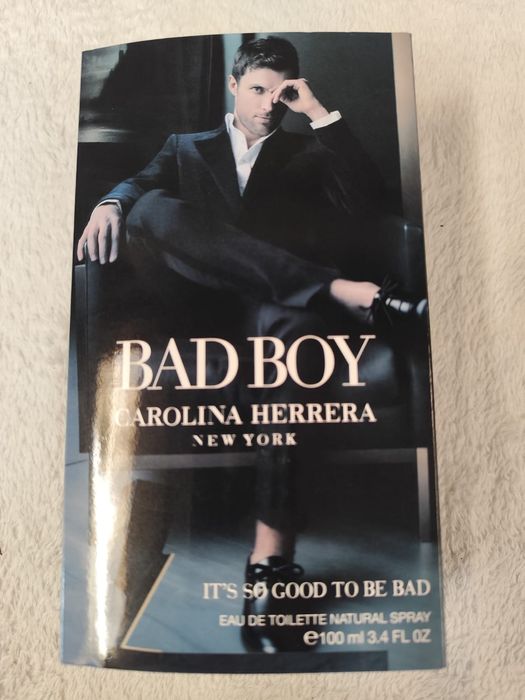 BAD BOY
CAROLINA HERRERA
NEW YORK
IT'S SO GOOD TO BE BAD
EAU DE TOILETTE NATURAL SPRAY
℮100 ml 3.4 FL OZ